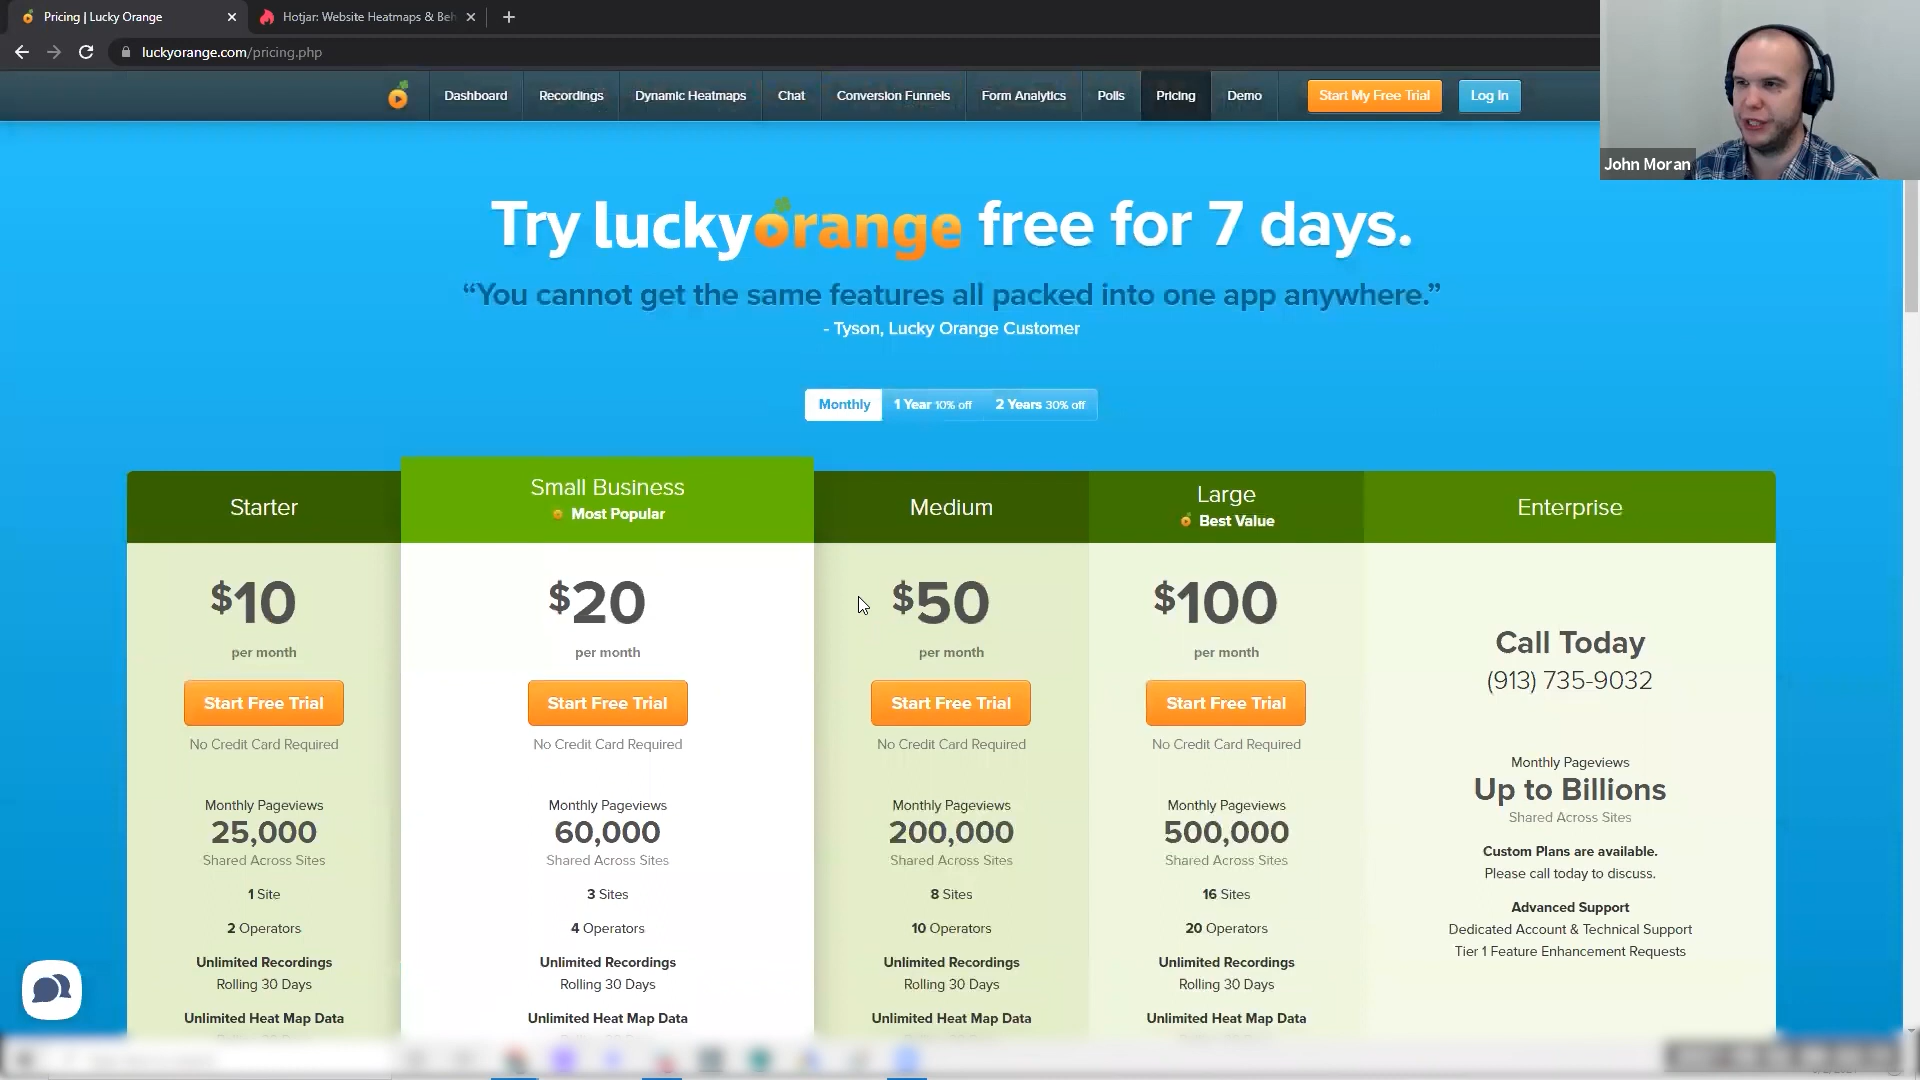 Pricing | Lucky Orange
Hotjar: Website Heatmaps & Beh
luckyorange.com/pricing.php
Dashboard
Recordings
Dynamic Heatmaps
Chat
Conversion Funnels
Form Analytics
Polls
Pricing
Demo
Start My Free Trial
Log In
John Moran
Try luckyorange free for 7 days.
“You cannot get the same features all packed into one app anywhere.”
- Tyson, Lucky Orange Customer
Monthly
1 Year 10% off
2 Years 30% off
Starter
$10
per month
Start Free Trial
No Credit Card Required
Monthly Pageviews
25,000
Shared Across Sites
1 Site
2 Operators
Unlimited Recordings
Rolling 30 Days
Unlimited Heat Map Data
Small Business
Most Popular
$20
per month
Start Free Trial
No Credit Card Required
Monthly Pageviews
60,000
Shared Across Sites
3 Sites
4 Operators
Unlimited Recordings
Rolling 30 Days
Unlimited Heat Map Data
Medium
$50
per month
Start Free Trial
No Credit Card Required
Monthly Pageviews
200,000
Shared Across Sites
8 Sites
10 Operators
Unlimited Recordings
Rolling 30 Days
Unlimited Heat Map Data
Large
Best Value
$100
per month
Start Free Trial
No Credit Card Required
Monthly Pageviews
500,000
Shared Across Sites
16 Sites
20 Operators
Unlimited Recordings
Rolling 30 Days
Unlimited Heat Map Data
Enterprise
Call Today
(913) 735-9032
Monthly Pageviews
Up to Billions
Shared Across Sites
Custom Plans are available.
Please call today to discuss.
Advanced Support
Dedicated Account & Technical Support
Tier 1 Feature Enhancement Requests